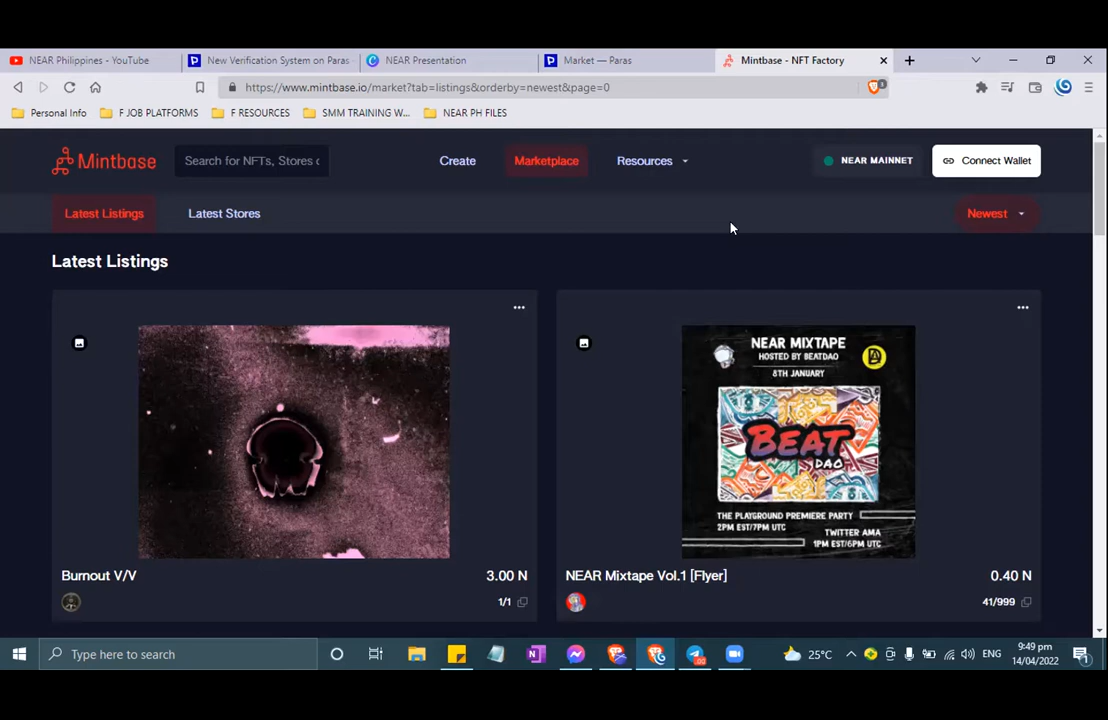 NEAR Philippines - YouTube
New Verification System on Paras
NEAR Presentation
Market — Paras
Mintbase - NFT Factory
https://www.mintbase.io/market?tab=listings&orderby=newest&page=0
Personal Info
F JOB PLATFORMS
F RESOURCES
SMM TRAINING W...
NEAR PH FILES
Mintbase
Search for NFTs, Stores c
Create
Marketplace
Resources
NEAR MAINNET
Connect Wallet
Latest Listings
Latest Stores
Newest
Latest Listings
NEAR MIXTAPE
HOSTED BY BEATDAO
8TH JANUARY
BEAT
DAO
THE PLAYGROUND PREMIERE PARTY
2PM EST/7PM UTC
TWITTER AMA
1PM EST/6PM UTC
Burnout V/V
3.00 N
1/1
NEAR Mixtape Vol.1 [Flyer]
0.40 N
41/999
Type here to search
25°C
ENG
9:49 pm
14/04/2022